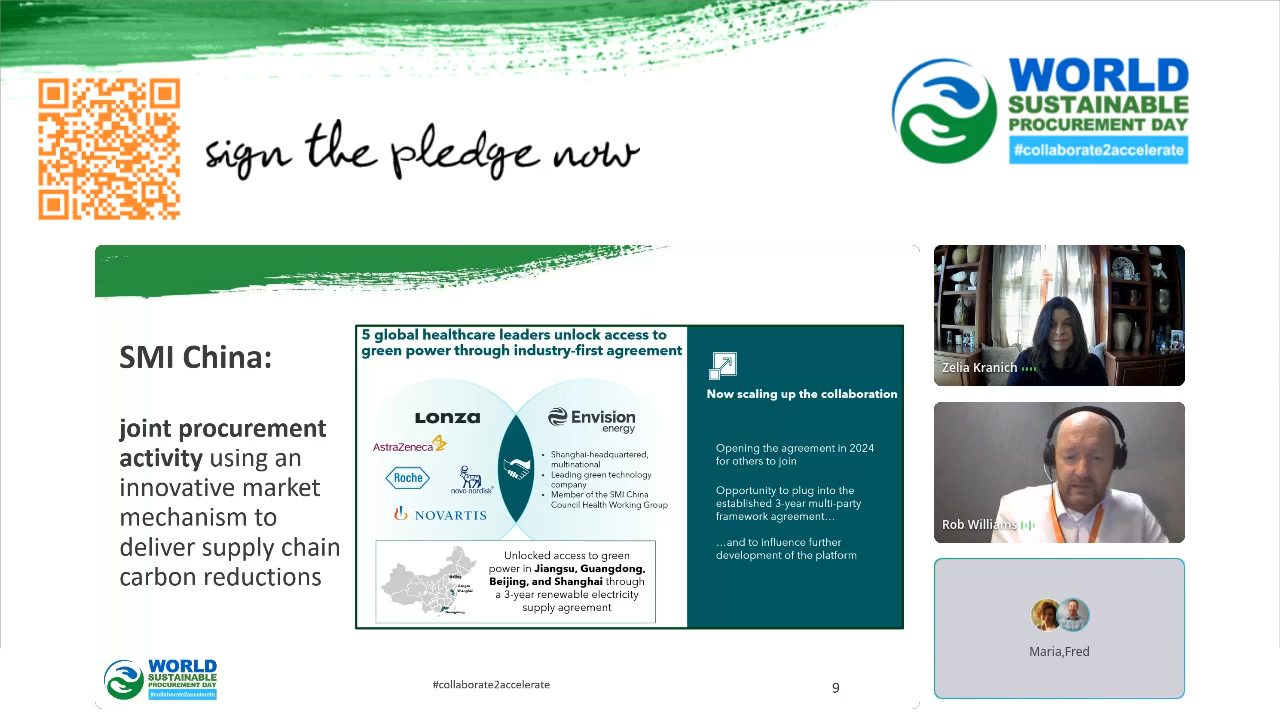 sign the pledge now
WORLD
SUSTAINABLE
PROCUREMENT DAY
#collaborate2accelerate
SMI China:
joint procurement
activity using an
innovative market
mechanism to
deliver supply chain
carbon reductions
5 global healthcare leaders unlock access to
green power through industry-first agreement
Lonza
AstraZeneca
Roche
novo nordisk®
NOVARTIS
Envision
energy
• Shanghai-headquartered,
multinational
• Leading green technology
company
• Member of the SMI China
Council Health Working Group
Beijing
Jiangsu
Shanghai
Guangdong
Unlocked access to green
power in Jiangsu, Guangdong,
Beijing, and Shanghai through
a 3-year renewable electricity
supply agreement
Now scaling up the collaboration
Opening the agreement in 2024
for others to join
Opportunity to plug into the
established 3-year multi-party
framework agreement…
…and to influence further
development of the platform
WORLD
SUSTAINABLE
PROCUREMENT DAY
#collaborate2accelerate
#collaborate2accelerate
9
Zelia Kranich
Rob Williams
Maria,Fred